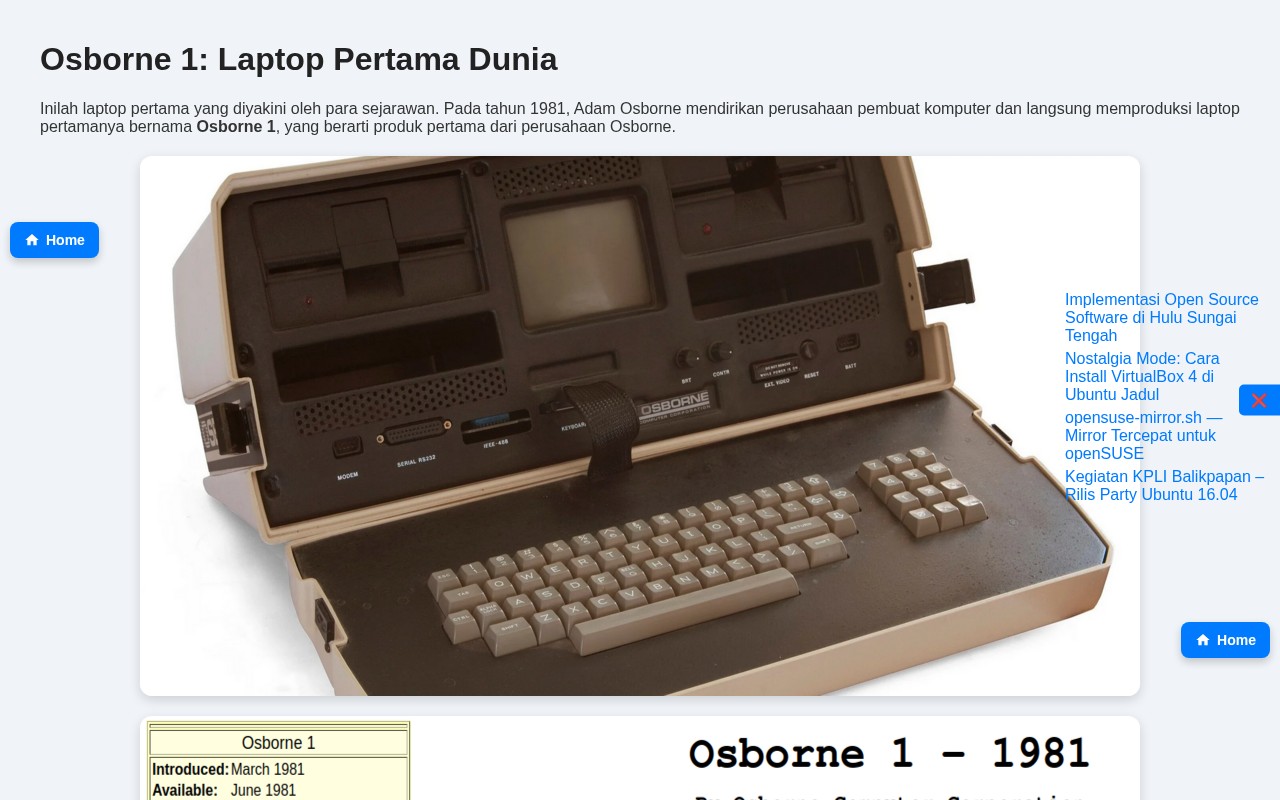 Osborne 1: Laptop Pertama Dunia
Inilah laptop pertama yang diyakini oleh para sejarawan. Pada tahun 1981, Adam Osborne mendirikan perusahaan pembuat komputer dan langsung memproduksi laptop
pertamanya bernama Osborne 1, yang berarti produk pertama dari perusahaan Osborne.
Home
Implementasi Open Source
Software di Hulu Sungai
Tengah
Nostalgia Mode: Cara
Install VirtualBox 4 di
Ubuntu Jadul
opensuse-mirror.sh —
Mirror Tercepat untuk
openSUSE
Kegiatan KPLI Balikpapan –
Rilis Party Ubuntu 16.04
BRT
CONTR
EXT. VIDEO
RESET
BATT
OSBORNE
COMPUTER CORPORATION
MODEM
SERIAL RS232
IEEE-488
Home
Osborne 1
Introduced: March 1981
Available: June 1981
Osborne 1 - 1981